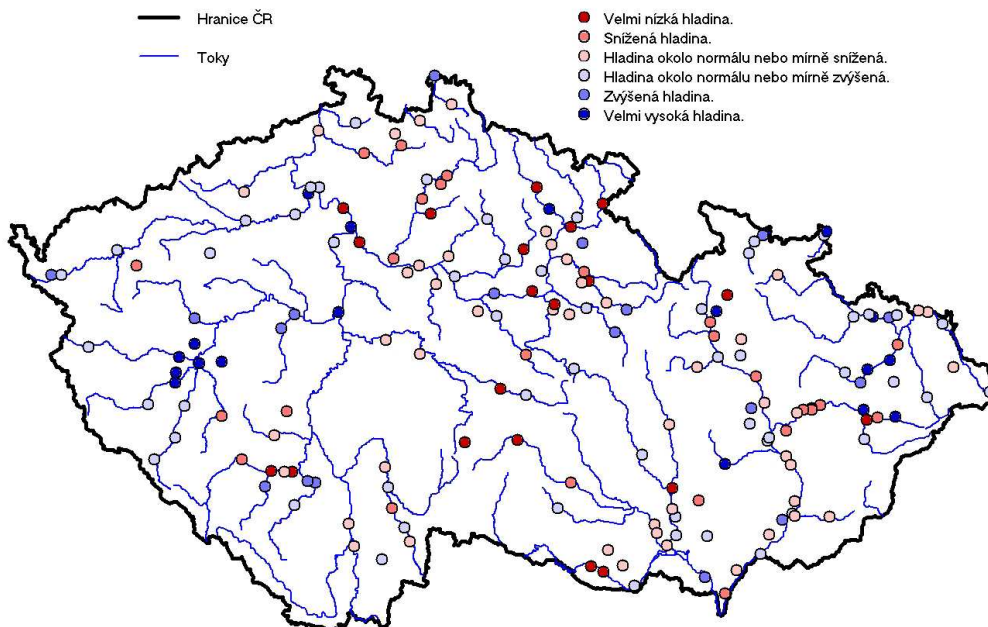 Hranice ČR
Toky
Velmi nízká hladina.
Snížená hladina.
Hladina okolo normálu nebo mírně snížená.
Hladina okolo normálu nebo mírně zvýšená.
Zvýšená hladina.
Velmi vysoká hladina.